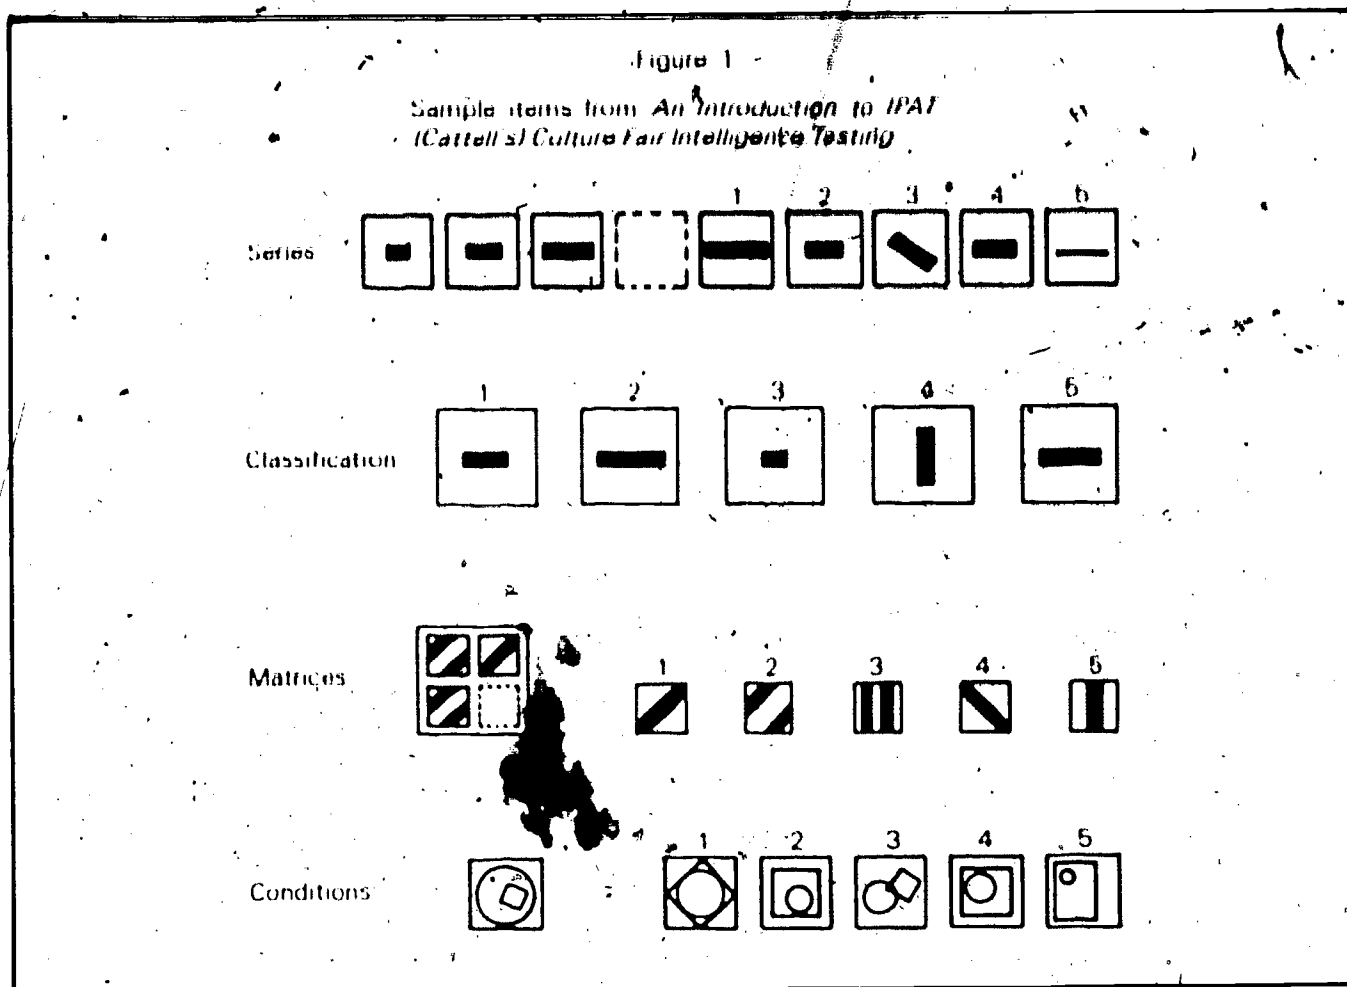 Figure 1
Sample items from An Introduction to IPAT
(Cattell's) Culture Fair Intelligence Testing
1 2 3 4 5
Series
1 2 3 4 5
Classification
1 2 3 4 5
Matrices
1 2 3 4 5
Conditions